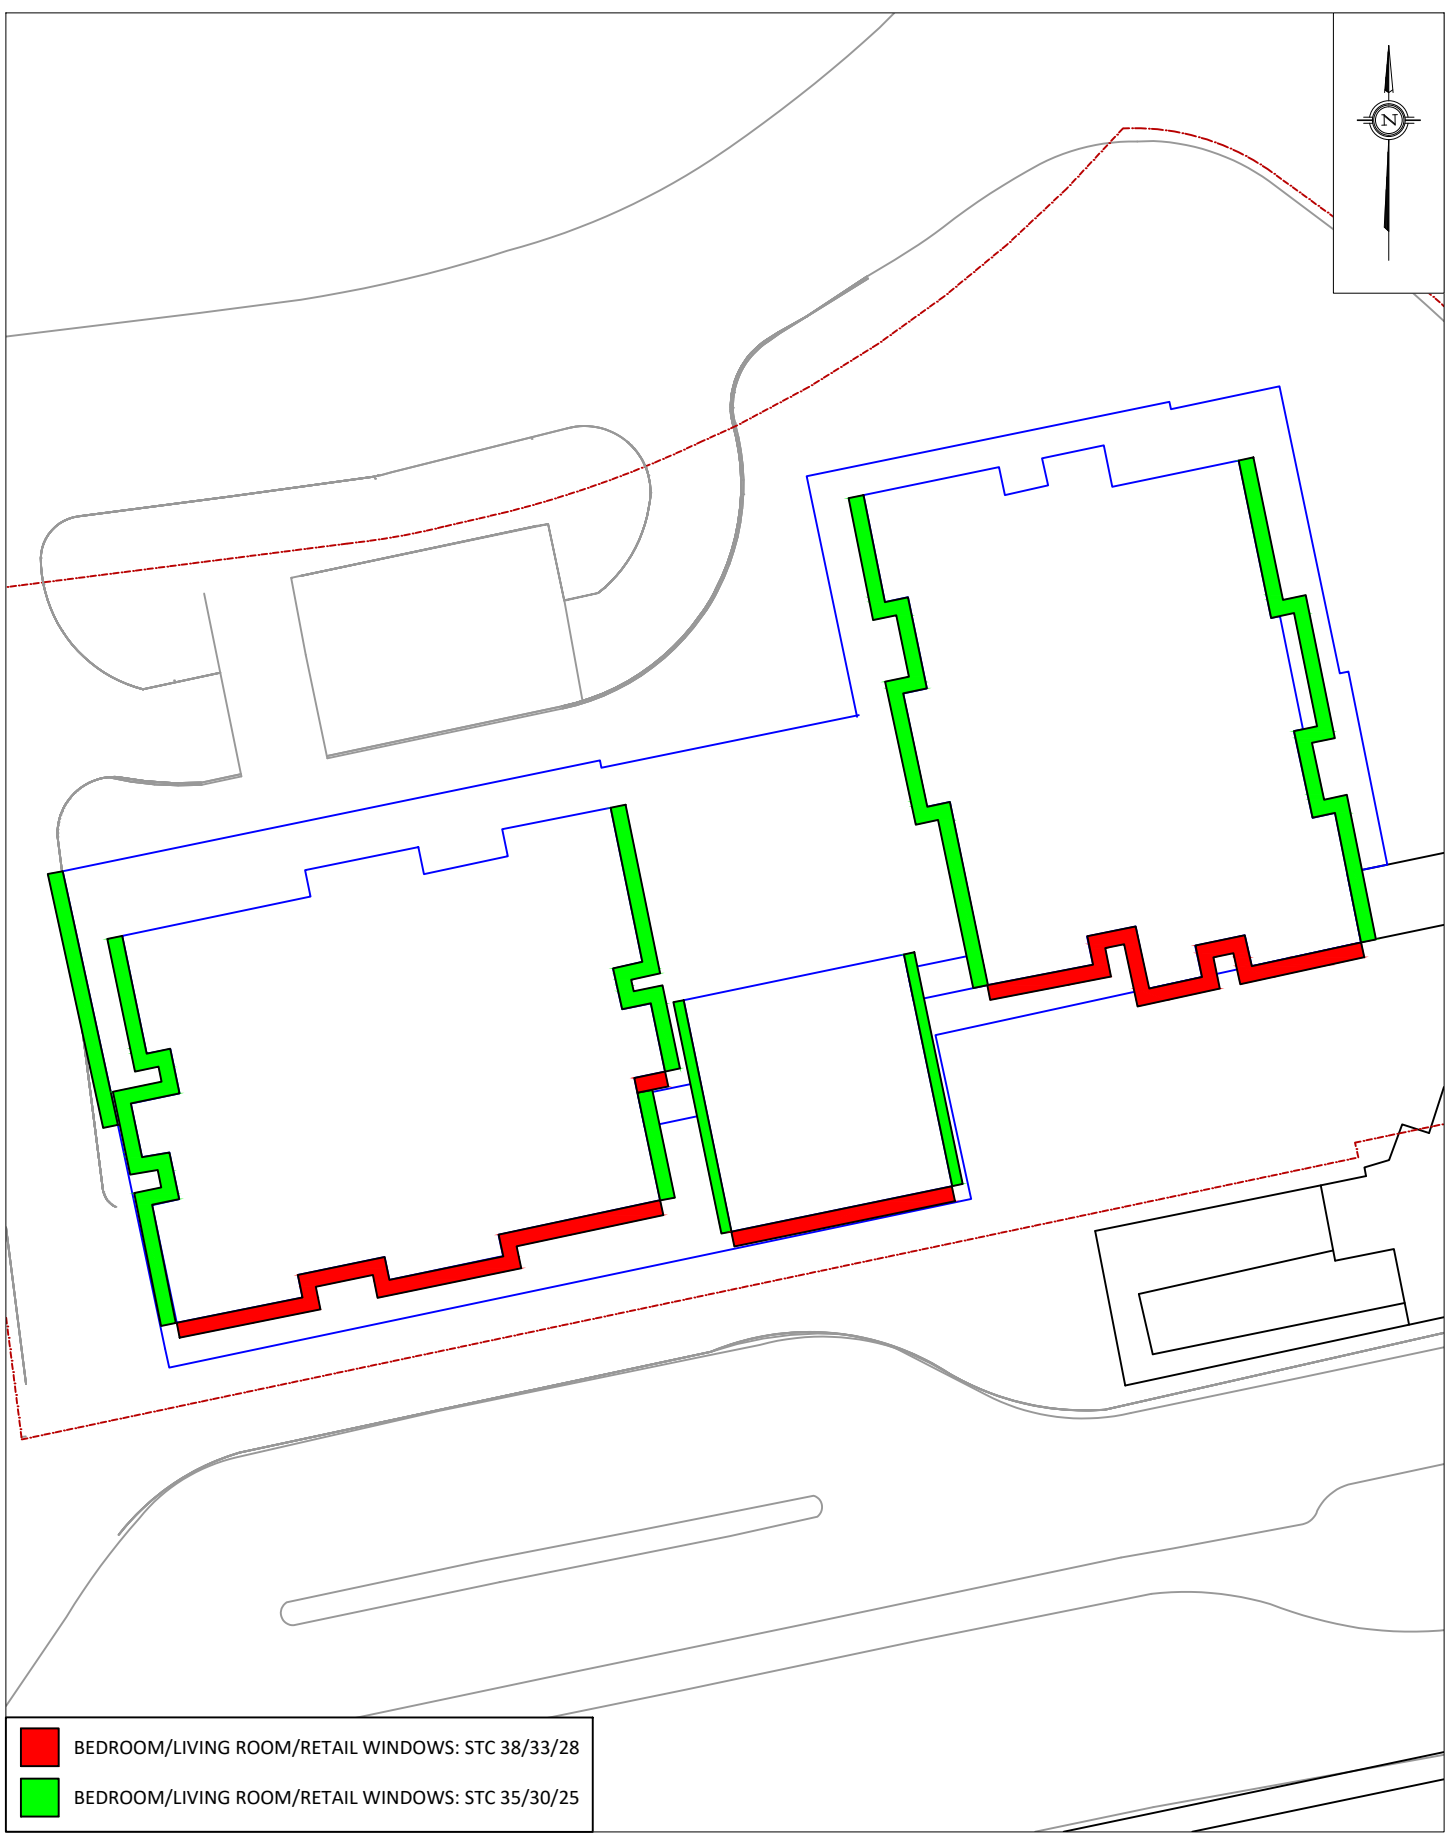 N
BEDROOM/LIVING ROOM/RETAIL WINDOWS: STC 38/33/28
BEDROOM/LIVING ROOM/RETAIL WINDOWS: STC 35/30/25